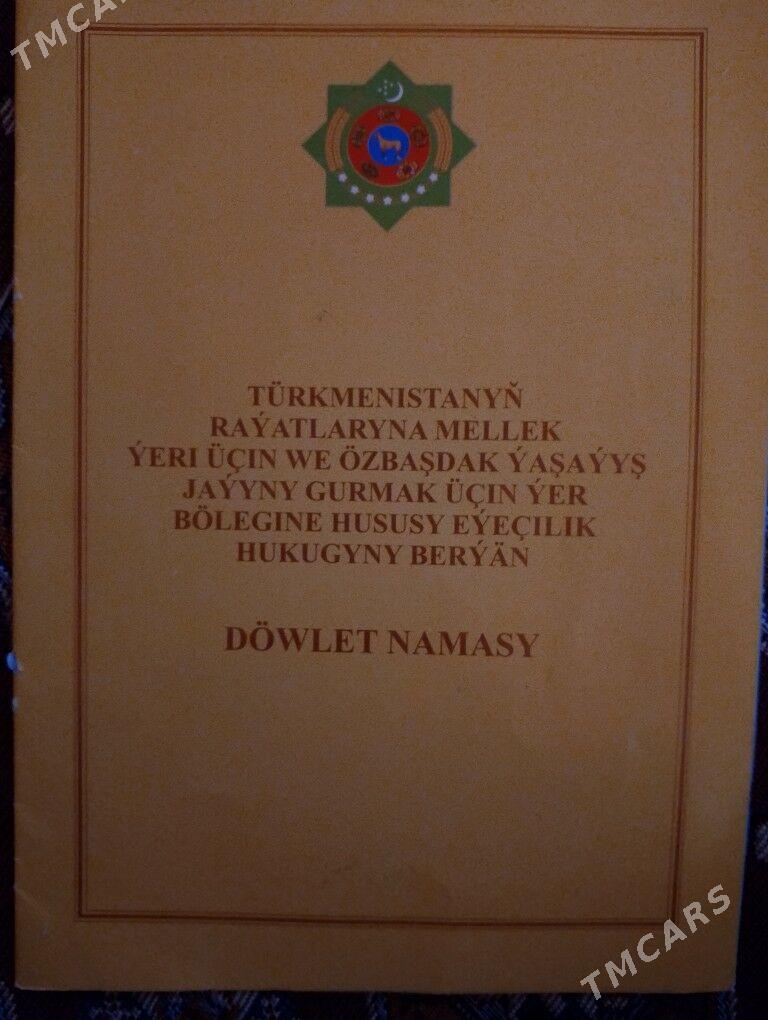 TMCARS
TÜRKMENISTANYŇ
RAÝATLARYNA MELLEK
ÝERI ÜÇIN WE ÖZBAŞDAK ÝAŞAÝYŞ
JAÝYNY GURMAK ÜÇIN ÝER
BÖLEGINE HUSUSY EÝEÇILIK
HUKUGYNY BERÝÄN
DÖWLET NAMASY
TMCARS